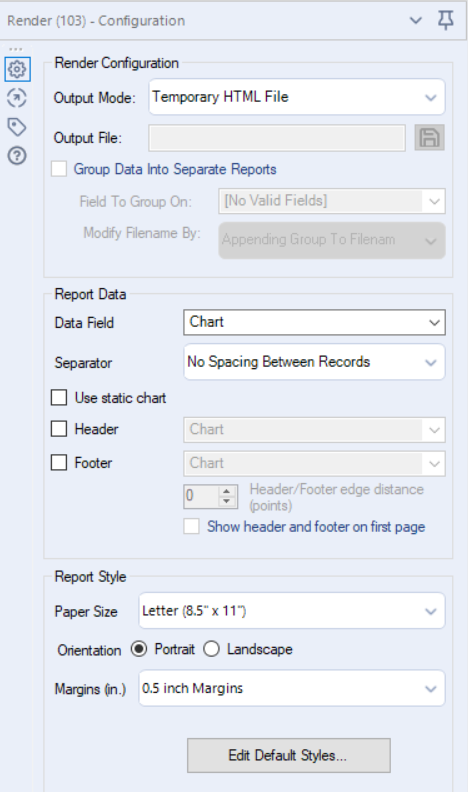 Render (103) - Configuration
Render Configuration
Output Mode: Temporary HTML File
Output File:
Group Data Into Separate Reports
Field To Group On: [No Valid Fields]
Modify Filename By: Appending Group To Filenam
Report Data
Data Field Chart
Separator No Spacing Between Records
Use static chart
Header Chart
Footer Chart
0 Header/Footer edge distance
(points)
Show header and footer on first page
Report Style
Paper Size Letter (8.5" x 11")
Orientation Portrait Landscape
Margins (in.) 0.5 inch Margins
Edit Default Styles...